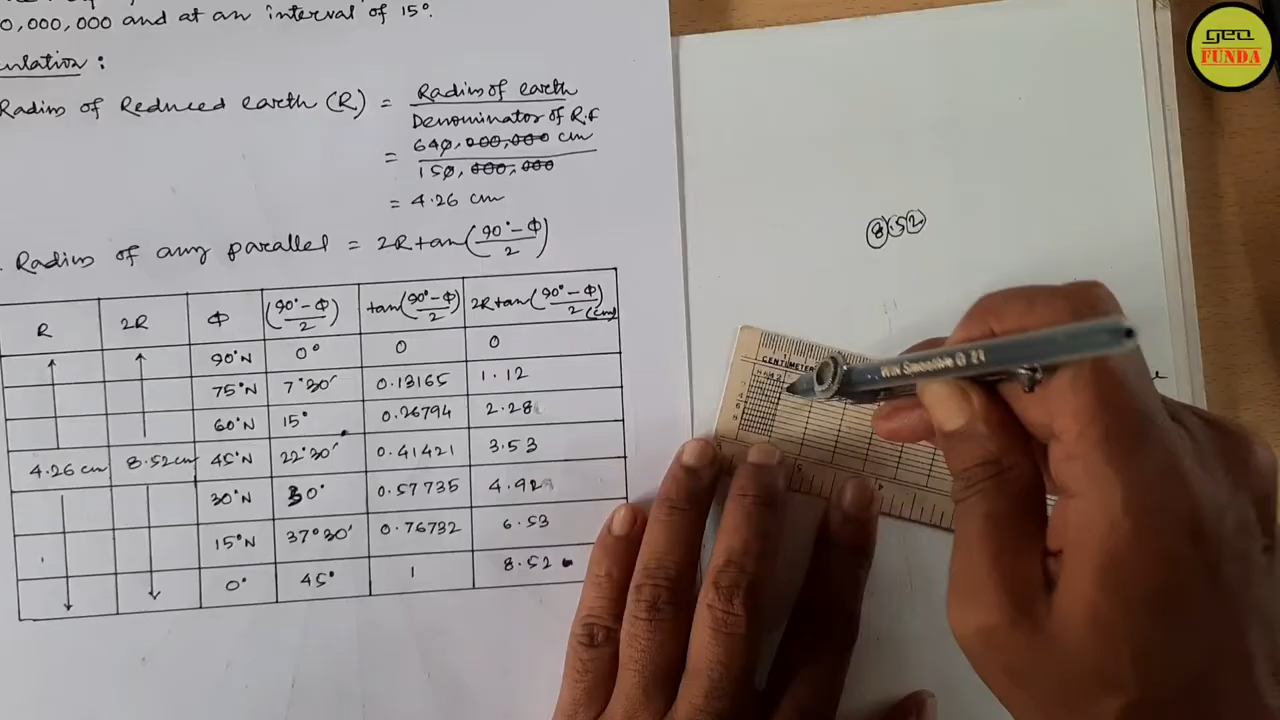 0,000,000 and at an interval of 15°.
ulation :
Radius of Reduced earth (R) = Radius of earth / Denominator of R.F
= 640,000,000 cm / 150,000,000
= 4.26 cm
. Radius of any parallel = 2R tan (90°-Φ / 2)
R 2R Φ (90°-Φ / 2) tan (90°-Φ / 2) 2R tan (90°-Φ / 2) (cm)
90°N 0° 0 0
75°N 7°30′ 0.13165 1.12
60°N 15° 0.26794 2.28
4.26 cm 8.52 cm 45°N 22°30′ 0.41421 3.53
30°N 30° 0.57735 4.92
15°N 37°30′ 0.76732 6.53
0° 45° 1 8.52
8.52
CENTIMETER
Win Smoothie G 21
geo
FUNDA